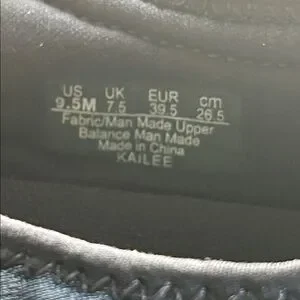 US UK EUR cm
9.5M 7.5 39.5 26.5
Fabric/Man Made Upper
Balance Man Made
Made in China
KAILEE